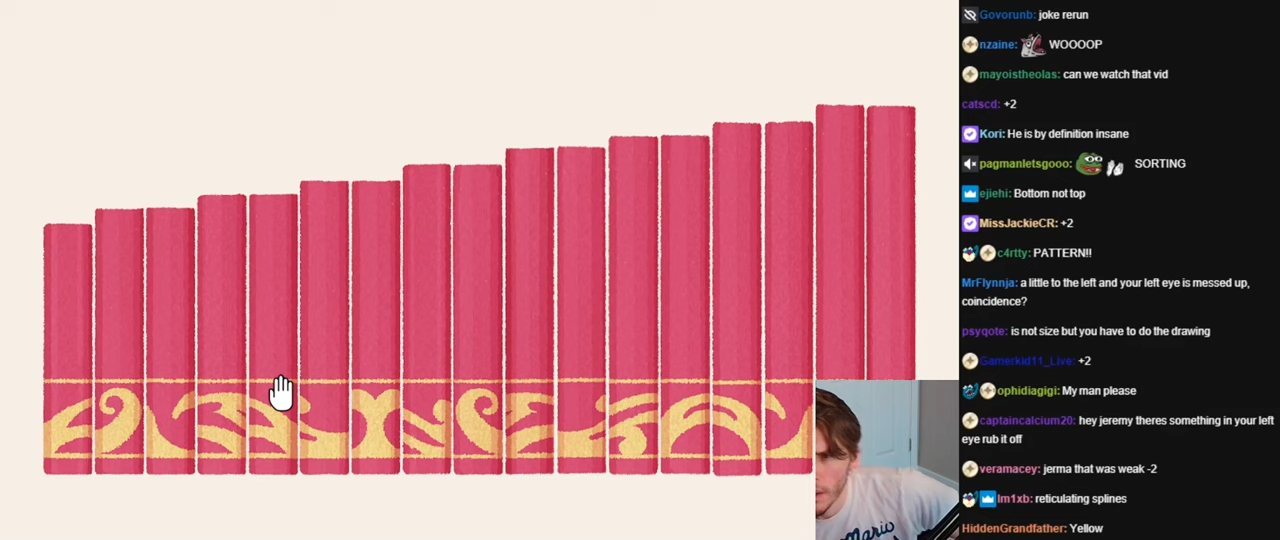 Govorunb: joke rerun
nzaine: WOOOOP
mayoistheolas: can we watch that vid
catscd: +2
Kori: He is by definition insane
pagmanletsgooo: SORTING
ejiehi: Bottom not top
MissJackieCR: +2
c4rtty: PATTERN!!
MrFlynnja: a little to the left and your left eye is messed up,
coincidence?
psyqote: is not size but you have to do the drawing
Gamerkid11_Live: +2
ophidiagigi: My man please
captaincalcium20: hey jeremy theres something in your left
eye rub it off
veramacey: jerma that was weak -2
lm1xb: reticulating splines
HiddenGrandfather: Yellow
Mario